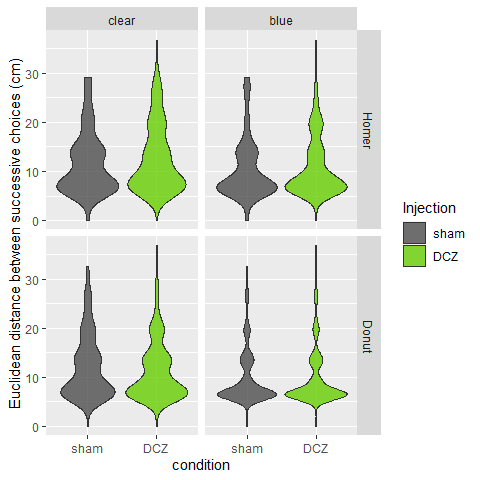 clear
blue
Euclidean distance between successive choices (cm)
30
20
10
0
Homer
30
20
10
0
Donut
sham
DCZ
sham
DCZ
condition
Injection
sham
DCZ